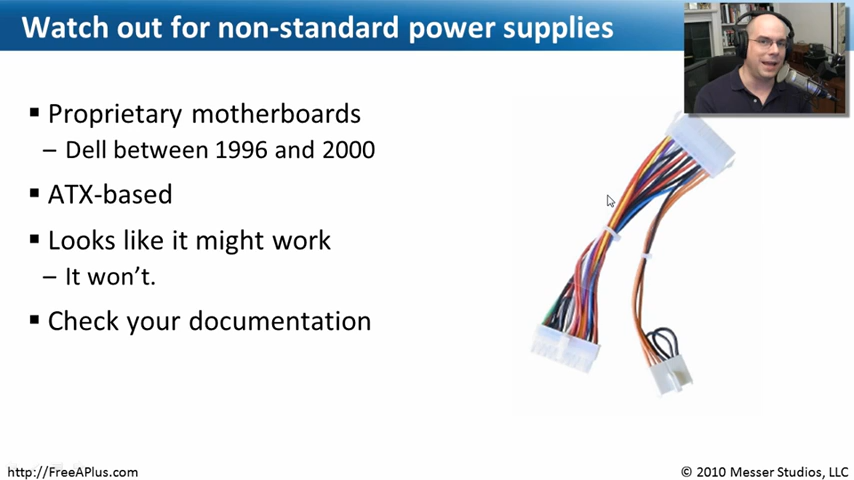 Watch out for non-standard power supplies
▪ Proprietary motherboards
– Dell between 1996 and 2000
▪ ATX-based
▪ Looks like it might work
– It won't.
▪ Check your documentation
http://FreeAPlus.com
© 2010 Messer Studios, LLC